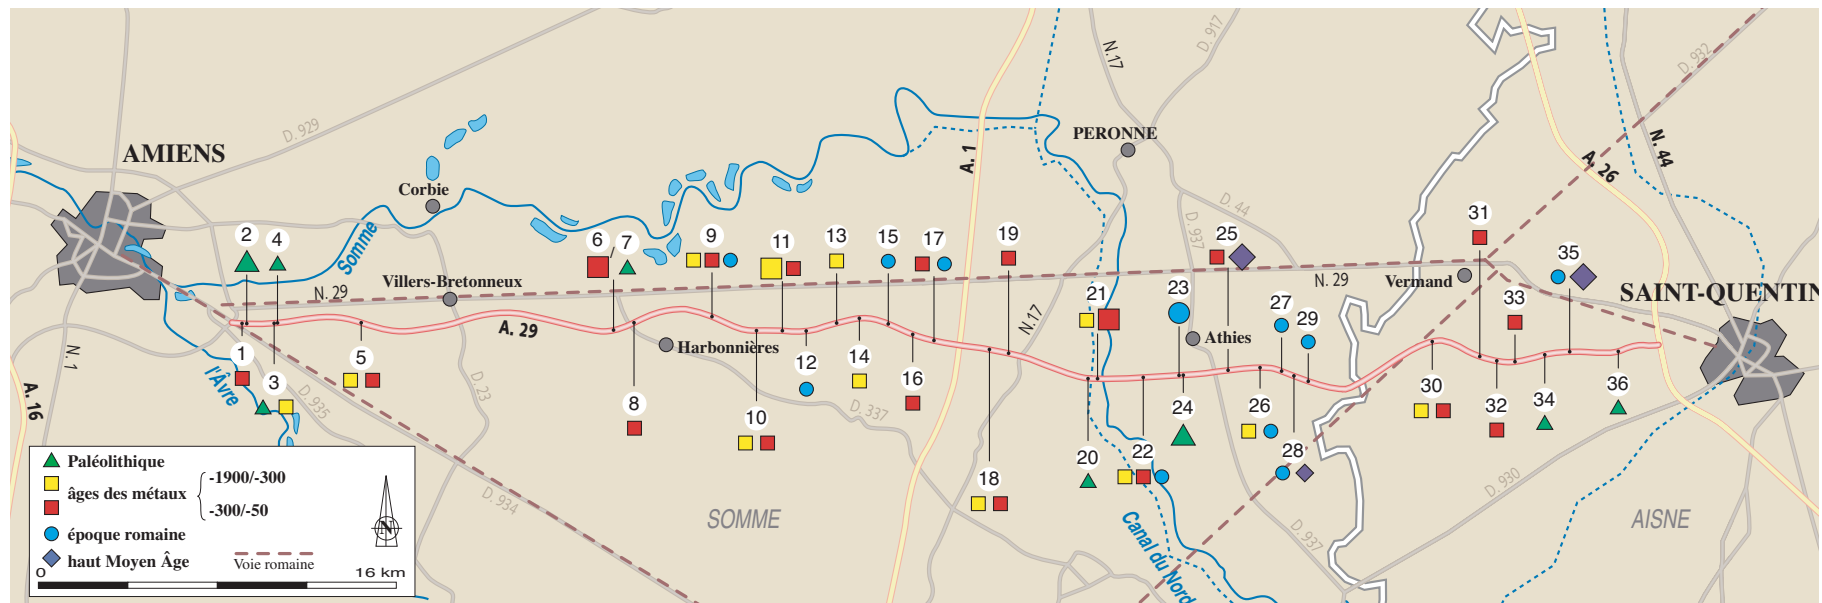 D. 917
N.17
D. 932
D. 929
PERONNE
AMIENS
A. 1
N. 44
A. 26
Corbie
D. 44
31
2
4
Somme
6
7
9
11
13
15
17
19
D. 937
25
35
Villers-Bretonneux
N. 29
N. 29
Vermand
SAINT-QUENTIN
21
23
27
29
33
A. 29
N.17
Athies
Harbonnières
N. 1
1
5
12
14
16
3
l'Âvre
A. 16
D. 935
D. 23
8
10
D. 337
24
26
30
32
34
36
20
22
28
18
D. 934
SOMME
Canal du Nord
D. 937
D. 930
AISNE
Paléolithique
-1900/-300
âges des métaux
-300/-50
époque romaine
haut Moyen Âge
Voie romaine
N
0
16 km